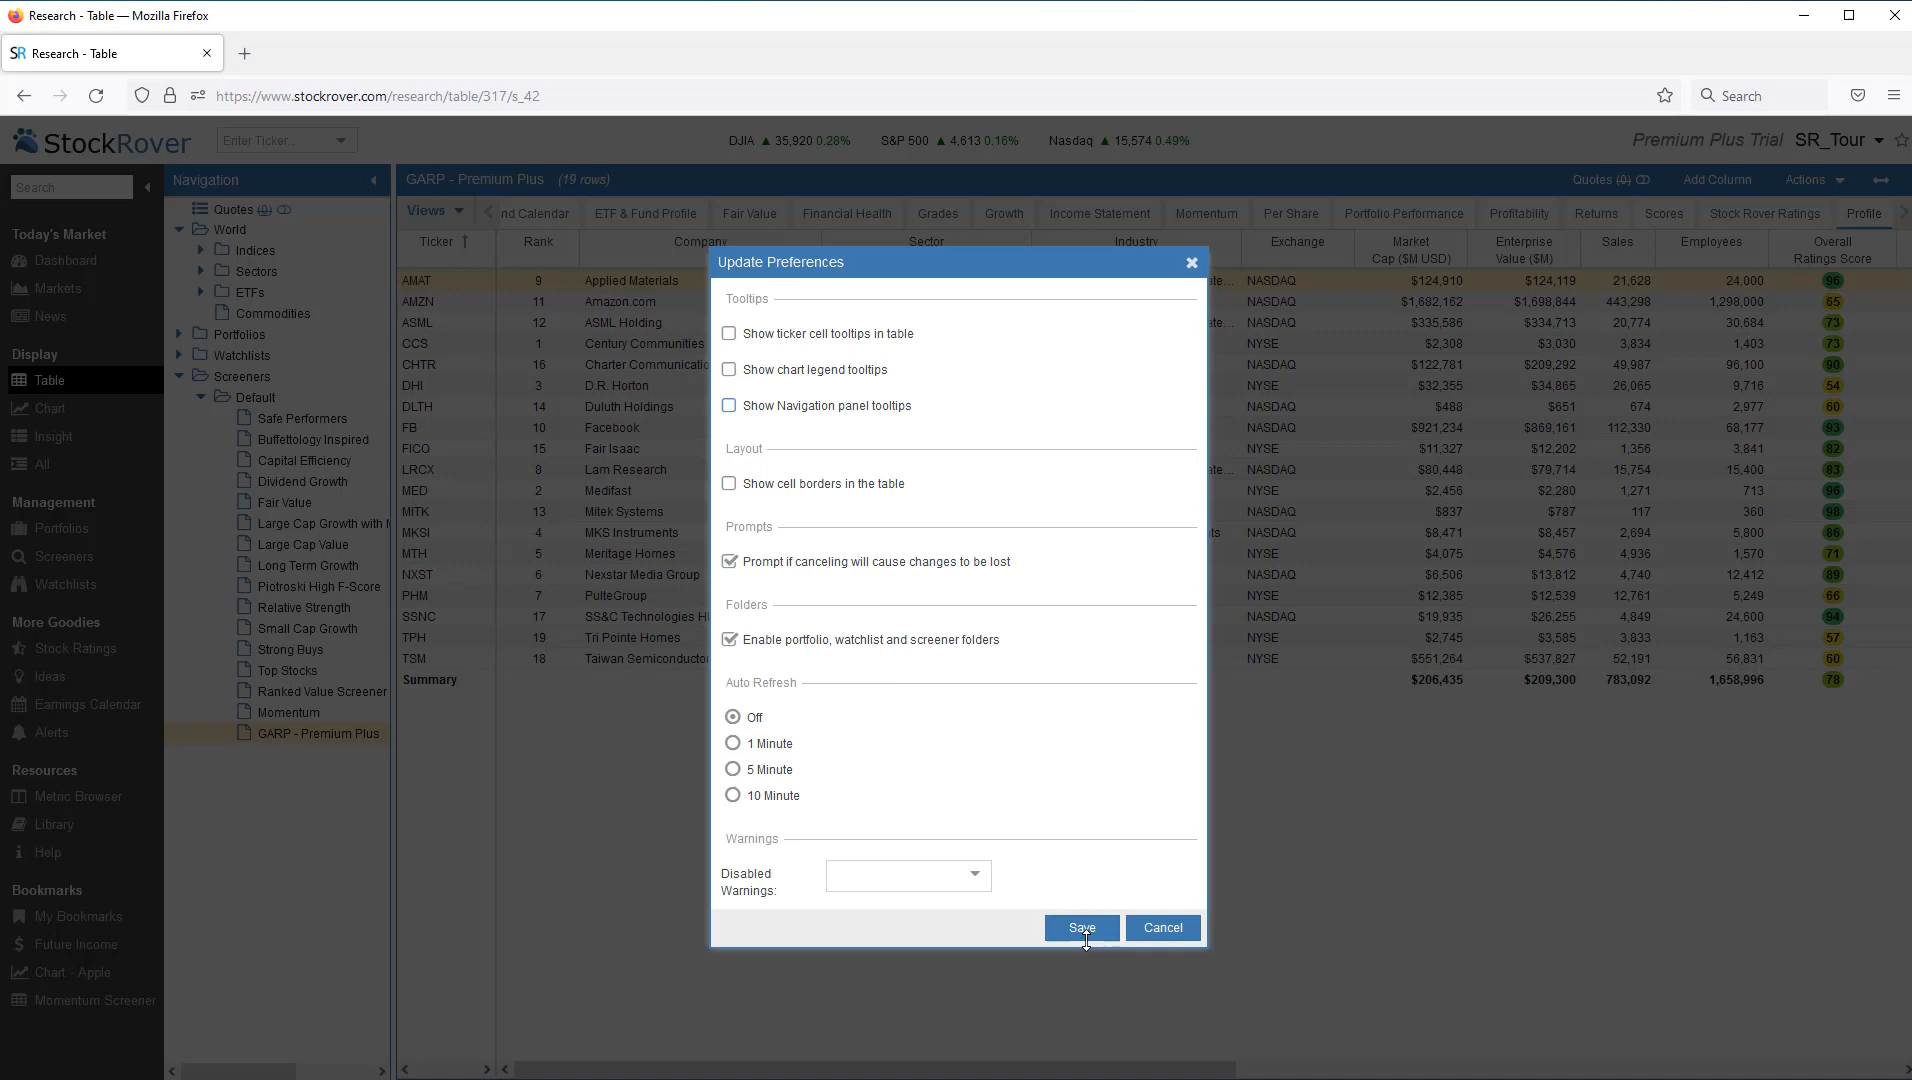 Research - Table — Mozilla Firefox
SR Research - Table
https://www.stockrover.com/research/table/317/s_42
Search
StockRover
Enter Ticker...
DJIA ▲ 35,920 0.28% S&P 500 ▲ 4,613 0.16% Nasdaq ▲ 15,574 0.49%
Premium Plus Trial SR_Tour
Search
Today's Market
Dashboard
Markets
News
Display
Table
Chart
Insight
All
Management
Portfolios
Screeners
Watchlists
More Goodies
Stock Ratings
Ideas
Earnings Calendar
Alerts
Resources
Metric Browser
Library
Help
Bookmarks
My Bookmarks
Future Income
Chart - Apple
Momentum Screener
Navigation
Quotes (0)
World
Indices
Sectors
ETFs
Commodities
Portfolios
Watchlists
Screeners
Default
Safe Performers
Buffettology Inspired
Capital Efficiency
Dividend Growth
Fair Value
Large Cap Growth with
Large Cap Value
Long Term Growth
Piotroski High F-Score
Relative Strength
Small Cap Growth
Strong Buys
Top Stocks
Ranked Value Screener
Momentum
GARP - Premium Plus
GARP - Premium Plus (19 rows)
Quotes (0) Add Column Actions
Views nd Calendar ETF & Fund Profile Fair Value Financial Health Grades Growth Income Statement Momentum Per Share Portfolio Performance Profitability Returns Scores Stock Rover Ratings Profile
Ticker Rank Company Sector Industry Exchange Market Cap ($M USD) Enterprise Value ($M) Sales Employees Overall Ratings Score
AMAT 9 Applied Materials ate... NASDAQ $124,910 $124,119 21,628 24,000 96
AMZN 11 Amazon.com NASDAQ $1,682,162 $1,698,844 443,298 1,298,000 65
ASML 12 ASML Holding ate... NASDAQ $335,586 $334,713 20,774 30,684 73
CCS 1 Century Communities NYSE $2,308 $3,030 3,834 1,403 73
CHTR 16 Charter Communicatio NASDAQ $122,781 $209,292 49,987 96,100 90
DHI 3 D.R. Horton NYSE $32,355 $34,865 26,065 9,716 54
DLTH 14 Duluth Holdings NASDAQ $488 $651 674 2,977 60
FB 10 Facebook NASDAQ $921,234 $869,161 112,330 68,177 93
FICO 15 Fair Isaac NYSE $11,327 $12,202 1,356 3,841 82
LRCX 8 Lam Research ate... NASDAQ $80,448 $79,714 15,754 15,400 83
MED 2 Medifast NYSE $2,456 $2,280 1,271 713 96
MITK 13 Mitek Systems NASDAQ $837 $787 117 360 98
MKSI 4 MKS Instruments ts NASDAQ $8,471 $8,457 2,694 5,800 86
MTH 5 Meritage Homes NYSE $4,075 $4,576 4,936 1,570 71
NXST 6 Nexstar Media Group NASDAQ $6,506 $13,812 4,740 12,412 89
PHM 7 PulteGroup NYSE $12,385 $12,539 12,761 5,249 66
SSNC 17 SS&C Technologies H NASDAQ $19,935 $26,255 4,849 24,600 94
TPH 19 Tri Pointe Homes NYSE $2,745 $3,585 3,833 1,163 57
TSM 18 Taiwan Semiconducto NYSE $551,264 $537,827 52,191 56,831 60
Summary $206,435 $209,300 783,092 1,658,996 78
Update Preferences
Tooltips
Show ticker cell tooltips in table
Show chart legend tooltips
Show Navigation panel tooltips
Layout
Show cell borders in the table
Prompts
Prompt if canceling will cause changes to be lost
Folders
Enable portfolio, watchlist and screener folders
Auto Refresh
Off
1 Minute
5 Minute
10 Minute
Warnings
Disabled
Warnings:
Save Cancel